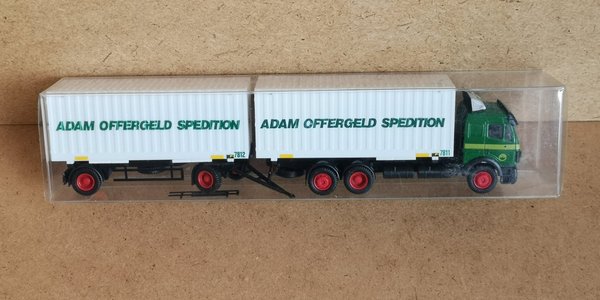 ADAM OFFERGELD SPEDITION
7812
ADAM OFFERGELD SPEDITION
7811